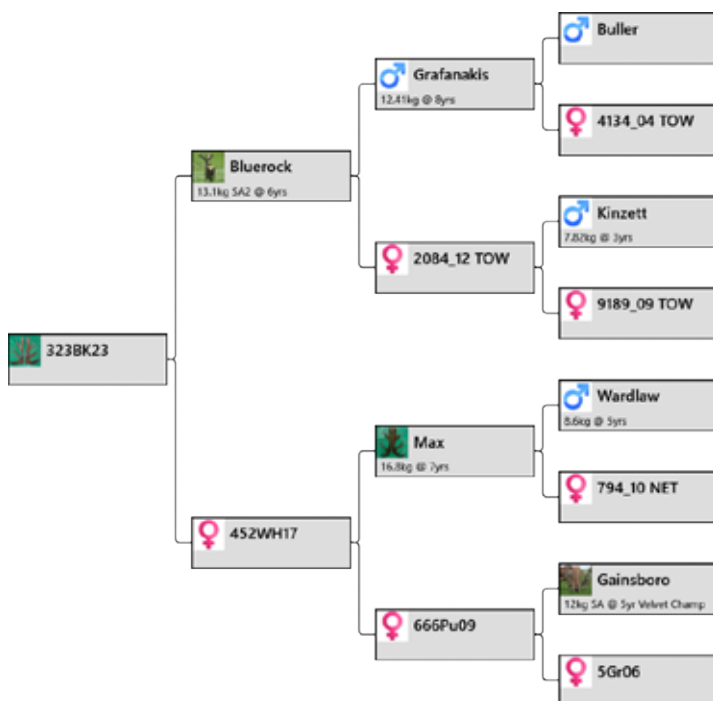 Buller
Grafanakis
12.41kg @ 8yrs
4134_04 TOW
Bluerock
13.1kg SA2 @ 6yrs
Kinzett
7.82kg @ 3yrs
2084_12 TOW
9189_09 TOW
323BK23
Wardlaw
8.6kg @ 5yrs
Max
16.8kg @ 7yrs
794_10 NET
452WH17
Gainsboro
12kg SA @ 5yr Velvet Champ
666Pu09
5Gr06